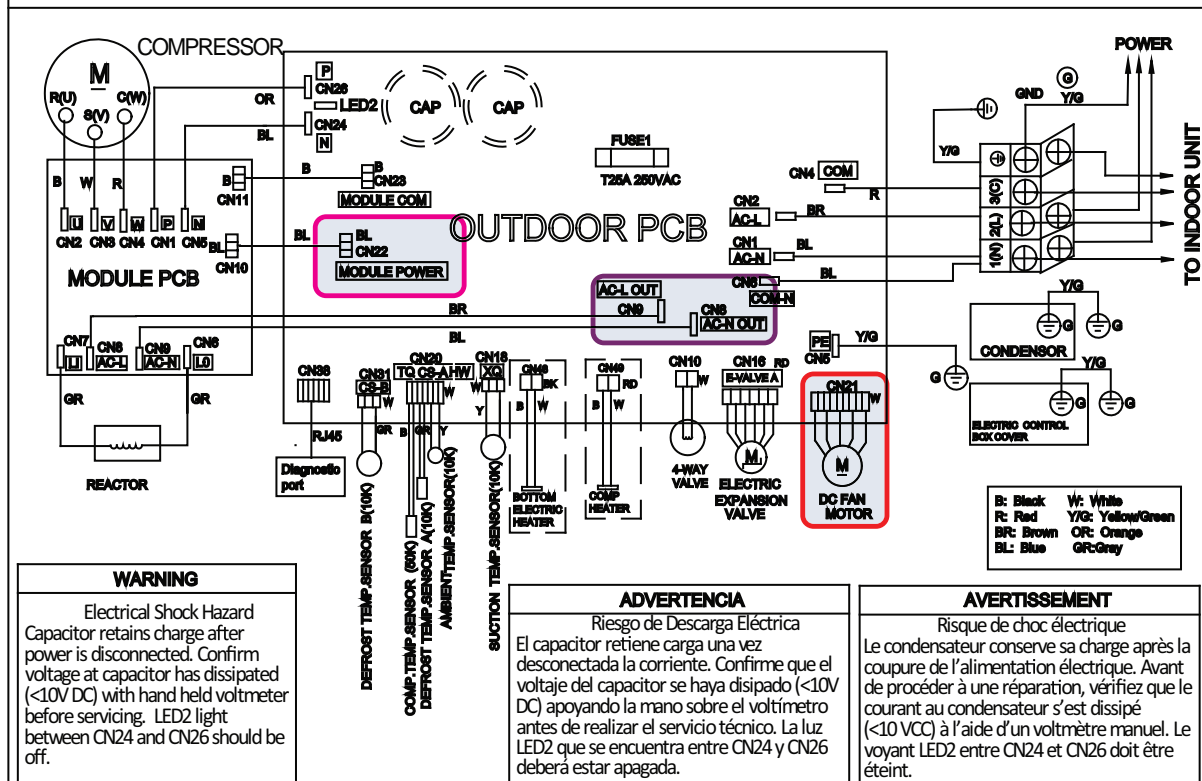 COMPRESSOR
M
R(U)
S(V)
C(W)
B
W
R
U
V
W
P
N
CN2
CN3
CN4
CN1
CN5
MODULE PCB
CN11
B
BL
CN10
CN7
CN8
CN9
CN6
LI
AC-L
AC-N
LO
GR
GR
REACTOR
P
CN26
LED2
CN24
N
OR
BL
CAP
CAP
B
B
CN23
MODULE COM
BL
BL
CN22
MODULE POWER
OUTDOOR PCB
FUSE1
T25A 250VAC
CN4
COM
R
CN2
AC-L
BR
CN1
AC-N
BL
CN6
BL
COM-N
AC-L OUT
CN9
CN8
AC-N OUT
BR
BL
PE
CN5
Y/G
G
POWER
G
GND
Y/G
Y/G
3(C)
2(L)
1(N)
TO INDOOR UNIT
Y/G
G
G
CONDENSOR
Y/G
G
G
ELECTRIC CONTROL
BOX COVER
CN38
RJ45
Diagnostic
port
CN31
CS-B
W
GR
DEFROST TEMP.SENSOR B(10K)
CN20
TQ CS-A HW
W
B
GR
Y
COMP.TEMP.SENSOR (50K)
DEFROST TEMP.SENSOR A(10K)
AMBIENT TEMP.SENSOR(10K)
CN18
XQ
W
Y
SUCTION TEMP.SENSOR(10K)
CN46
BK
B
W
BOTTOM
ELECTRIC
HEATER
CN49
RD
B
W
COMP
HEATER
CN10
W
4-WAY
VALVE
CN16
RD
E-VALVE A
M
ELECTRIC
EXPANSION
VALVE
CN21
W
M
DC FAN
MOTOR
B: Black W: White
R: Red Y/G: Yellow/Green
BR: Brown OR: Orange
BL: Blue GR:Gray
WARNING
Electrical Shock Hazard
Capacitor retains charge after
power is disconnected. Confirm
voltage at capacitor has dissipated
(<10V DC) with hand held voltmeter
before servicing. LED2 light
between CN24 and CN26 should be
off.
ADVERTENCIA
Riesgo de Descarga Eléctrica
El capacitor retiene carga una vez
desconectada la corriente. Confirme que el
voltaje del capacitor se haya disipado (<10V
DC) apoyando la mano sobre el voltímetro
antes de realizar el servicio técnico. La luz
LED2 que se encuentra entre CN24 y CN26
deberá estar apagada.
AVERTISSEMENT
Risque de choc électrique
Le condensateur conserve sa charge après la
coupure de l'alimentation électrique. Avant
de procéder à une réparation, vérifiez que le
courant au condensateur s'est dissipé
(<10 VCC) à l'aide d'un voltmètre manuel. Le
voyant LED2 entre CN24 et CN26 doit être
éteint.